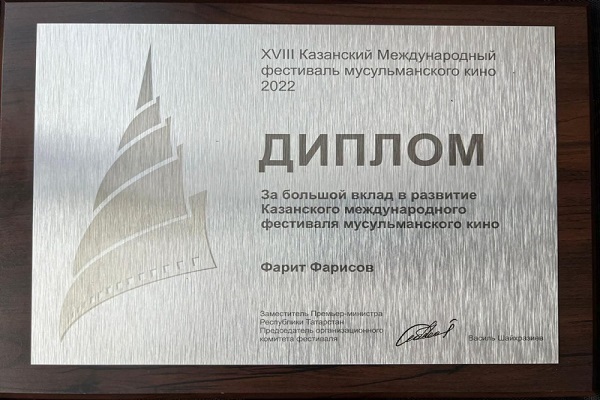 XVIII Казанский Международный
фестиваль мусульманского кино
2022
ДИПЛОМ
За большой вклад в развитие
Казанского международного
фестиваля мусульманского кино
Фарит Фарисов
Заместитель Премьер-министра
Республики Татарстан
Председатель организационного
комитета фестиваля
Василь Шайхразиев